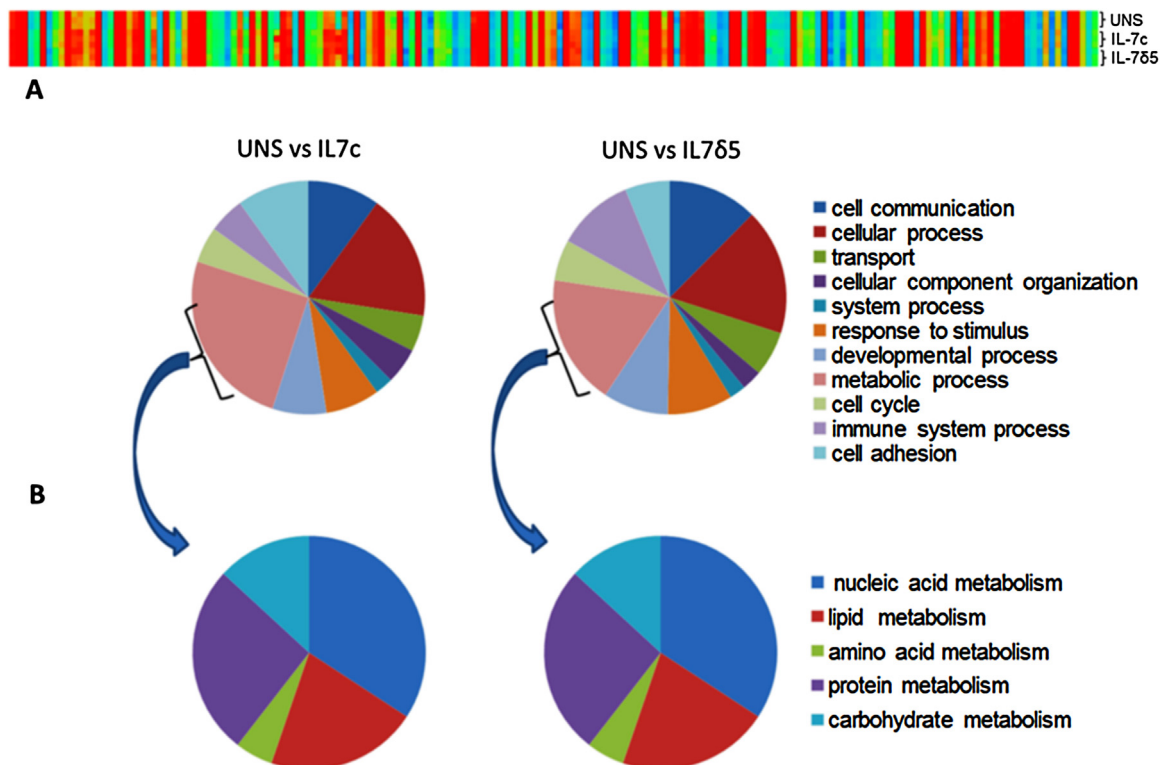 } UNS
} IL-7c
} IL-7δ5
A
UNS vs IL7c
UNS vs IL7δ5
cell communication
cellular process
transport
cellular component organization
system process
response to stimulus
developmental process
metabolic process
cell cycle
immune system process
cell adhesion
B
nucleic acid metabolism
lipid metabolism
amino acid metabolism
protein metabolism
carbohydrate metabolism